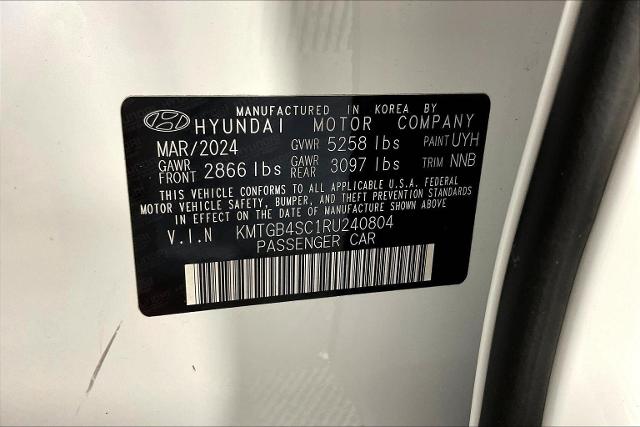 MANUFACTURED IN KOREA BY
HYUNDAI MOTOR COMPANY
MAR/2024 GVWR 5258 lbs PAINT UYH
GAWR FRONT 2866 lbs GAWR REAR 3097 lbs TRIM NNB
THIS VEHICLE CONFORMS TO ALL APPLICABLE U.S.A. FEDERAL
MOTOR VEHICLE SAFETY, BUMPER, AND THEFT PREVENTION STANDARDS
IN EFFECT ON THE DATE OF MANUFACTURE SHOWN ABOVE.
V.I.N KMTGB4SC1RU240804
PASSENGER CAR